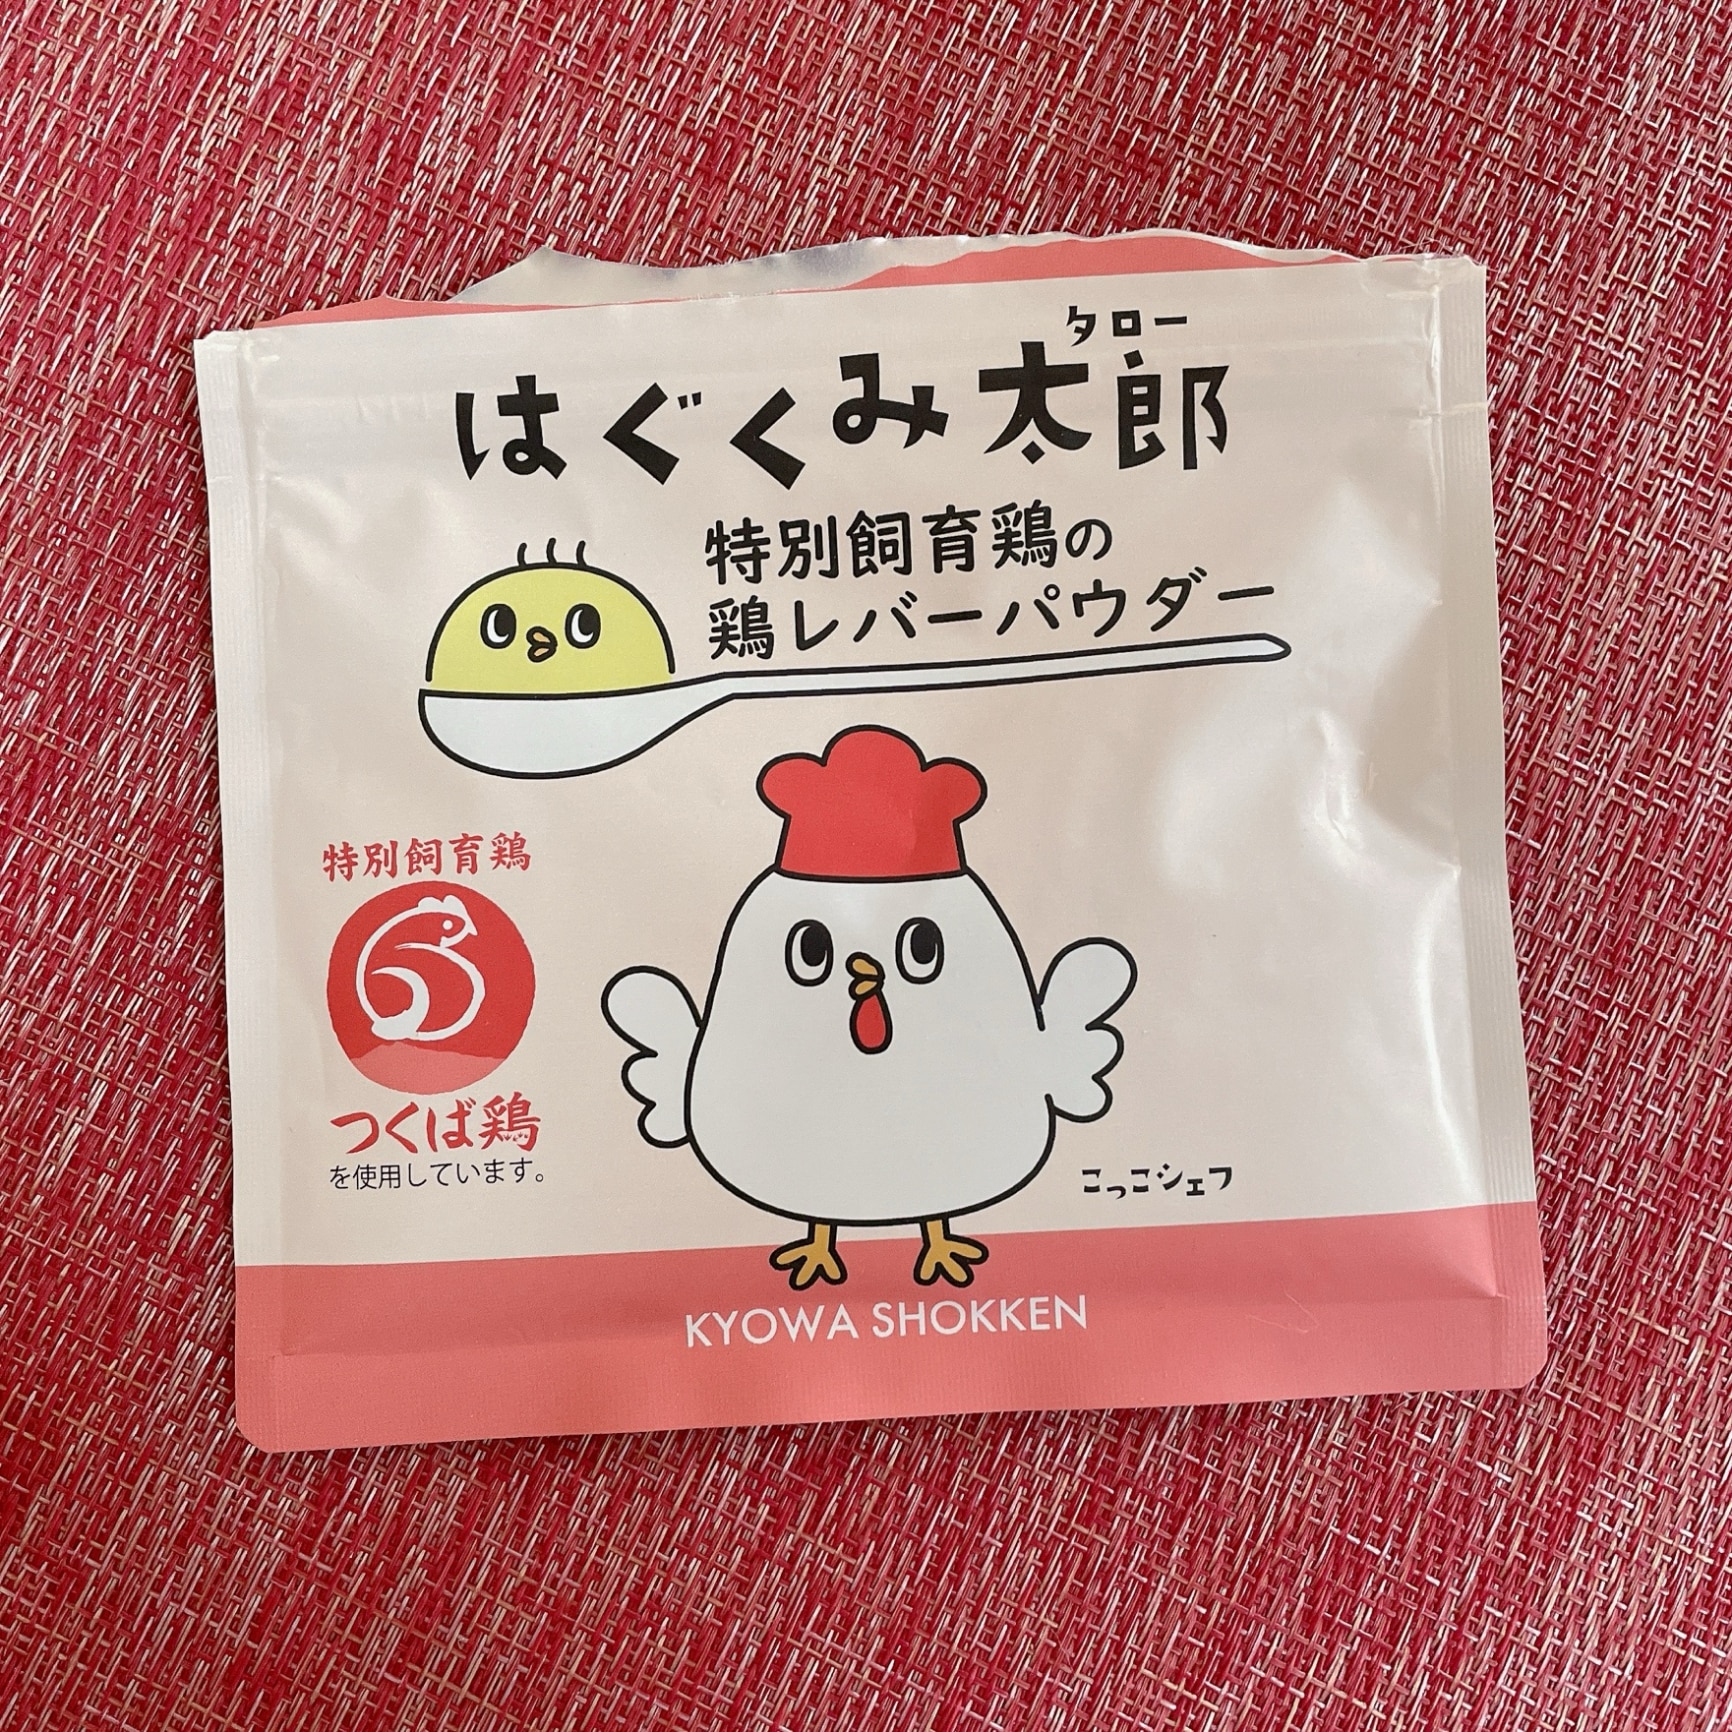 タロー
はぐくみ太郎
特別飼育鶏の
鶏レバーパウダー
特別飼育鶏
つくば鶏
を使用しています。
こっこシェフ
KYOWA SHOKKEN